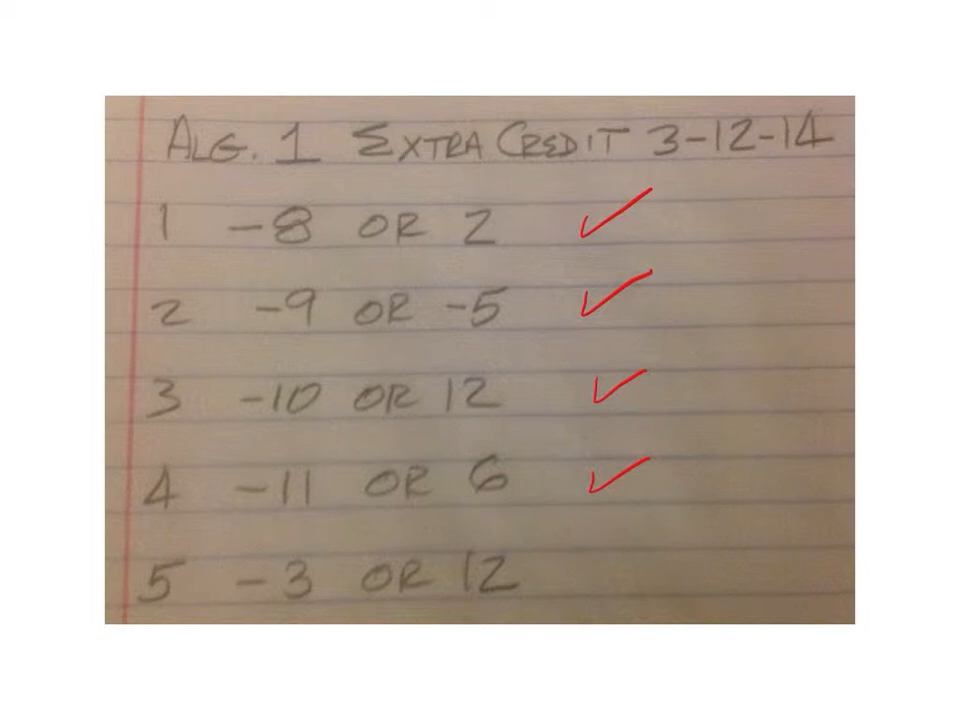 ALG. 1 EXTRA CREDIT 3-12-14
1 -8 OR 2
2 -9 OR -5
3 -10 OR 12
4 -11 OR 6
5 -3 OR 12